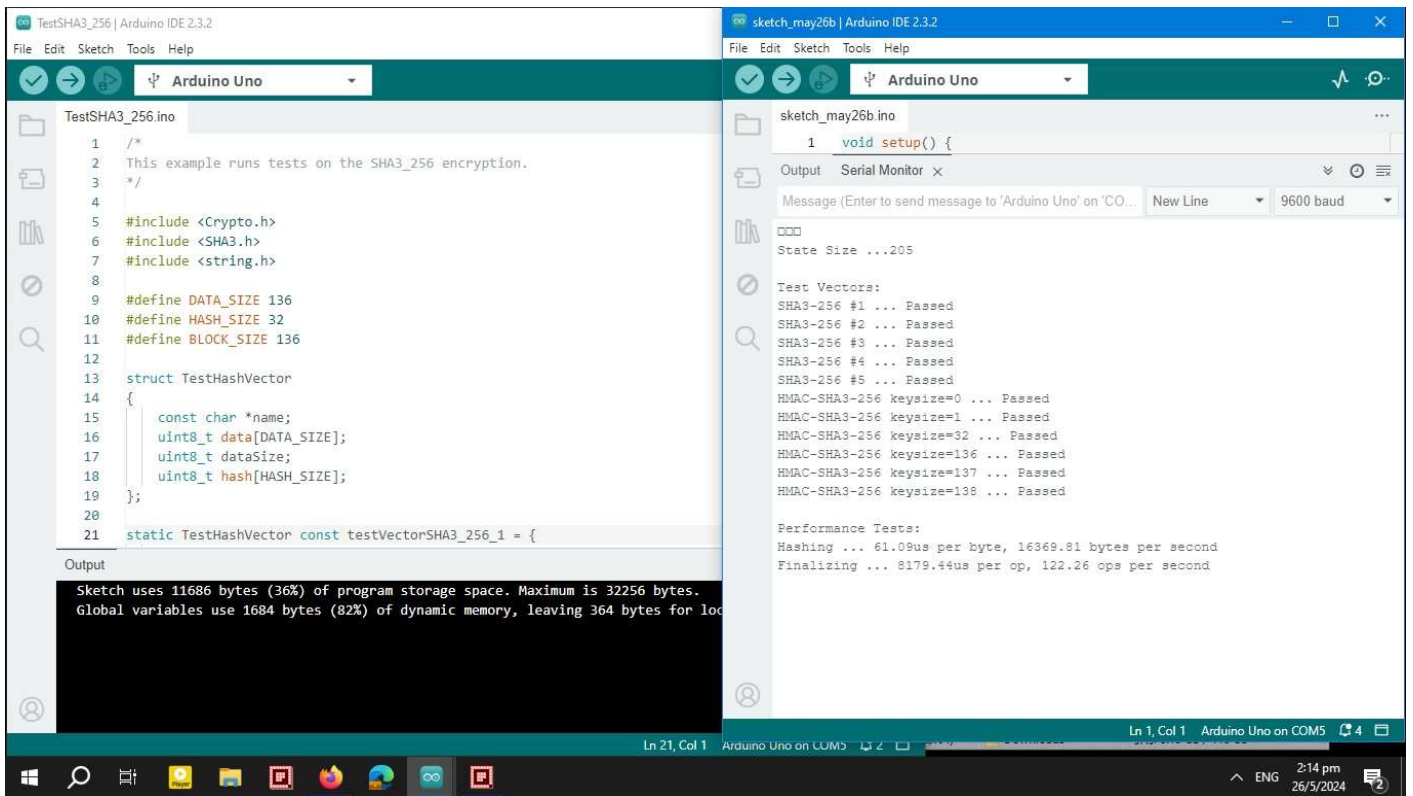 TestSHA3_256 | Arduino IDE 2.3.2
File Edit Sketch Tools Help
Arduino Uno
TestSHA3_256.ino
1 /*
2 This example runs tests on the SHA3_256 encryption.
3 */
4
5 #include <Crypto.h>
6 #include <SHA3.h>
7 #include <string.h>
8
9 #define DATA_SIZE 136
10 #define HASH_SIZE 32
11 #define BLOCK_SIZE 136
12
13 struct TestHashVector
14 {
15 const char *name;
16 uint8_t data[DATA_SIZE];
17 uint8_t dataSize;
18 uint8_t hash[HASH_SIZE];
19 };
20
21 static TestHashVector const testVectorSHA3_256_1 = {
Output
Sketch uses 11686 bytes (36%) of program storage space. Maximum is 32256 bytes.
Global variables use 1684 bytes (82%) of dynamic memory, leaving 364 bytes for loc
Ln 21, Col 1 Arduino Uno on COM5 2
sketch_may26b | Arduino IDE 2.3.2
File Edit Sketch Tools Help
Arduino Uno
sketch_may26b.ino
1 void setup() {
Output Serial Monitor
Message (Enter to send message to 'Arduino Uno' on 'CO... New Line 9600 baud
□□□
State Size ...205
Test Vectors:
SHA3-256 #1 ... Passed
SHA3-256 #2 ... Passed
SHA3-256 #3 ... Passed
SHA3-256 #4 ... Passed
SHA3-256 #5 ... Passed
HMAC-SHA3-256 keysize=0 ... Passed
HMAC-SHA3-256 keysize=1 ... Passed
HMAC-SHA3-256 keysize=32 ... Passed
HMAC-SHA3-256 keysize=136 ... Passed
HMAC-SHA3-256 keysize=137 ... Passed
HMAC-SHA3-256 keysize=138 ... Passed
Performance Tests:
Hashing ... 61.09us per byte, 16369.81 bytes per second
Finalizing ... 8179.44us per op, 122.26 ops per second
Ln 1, Col 1 Arduino Uno on COM5 4
Player
ENG
2:14 pm
26/5/2024
2